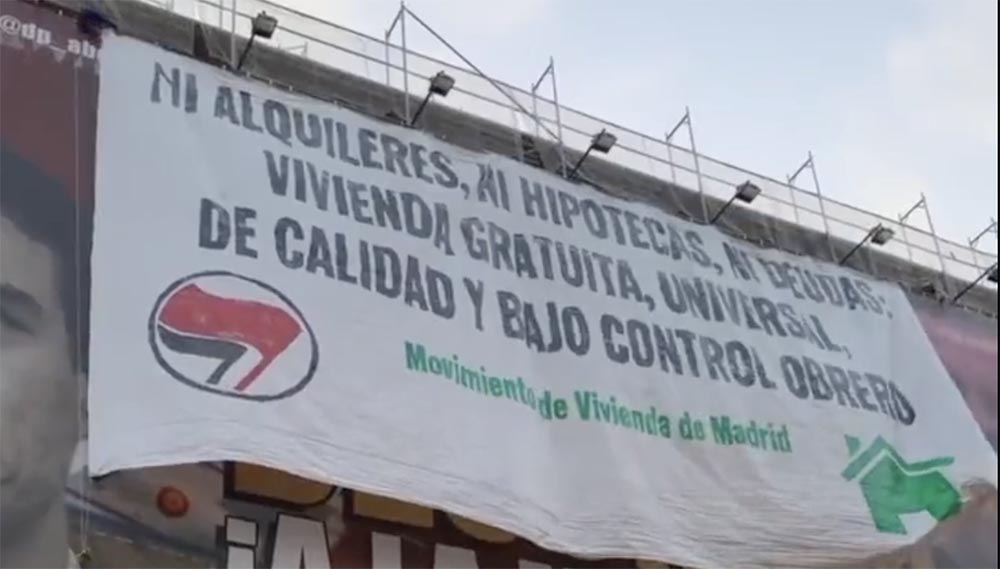 @dp_ab
NI ALQUILERES, NI HIPOTECAS, NI DEUDAS:
VIVIENDA GRATUITA, UNIVERSAL,
DE CALIDAD Y BAJO CONTROL OBRERO
Movimiento de Vivienda de Madrid